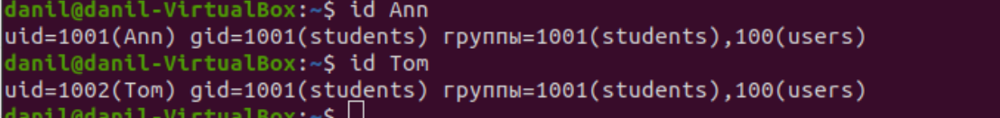 danil@danil-VirtualBox:~$ id Ann
uid=1001(Ann) gid=1001(students) группы=1001(students),100(users)
danil@danil-VirtualBox:~$ id Tom
uid=1002(Tom) gid=1001(students) группы=1001(students),100(users)
danil@danil-VirtualBox:~$